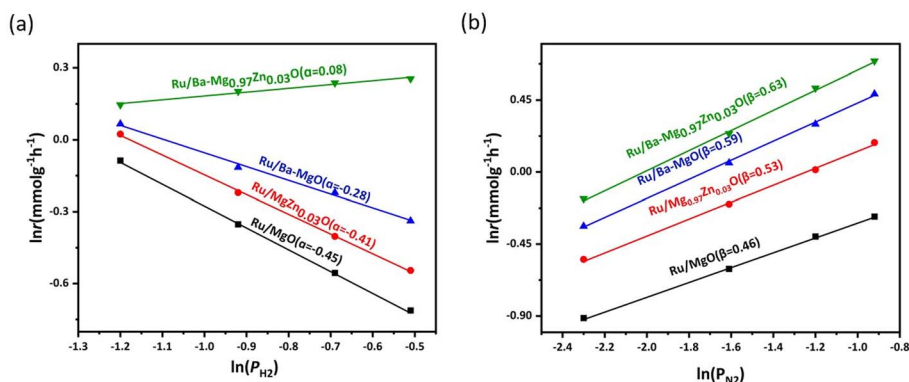 (a)
lnr(mmolg⁻¹h⁻¹)
0.3
0.0
-0.3
-0.6
Ru/Ba-Mg₀.₉₇Zn₀.₀₃O(α=0.08)
Ru/Ba-MgO(α=-0.28)
Ru/MgZn₀.₀₃O(α=-0.41)
Ru/MgO(α=-0.45)
-1.2 -1.1 -1.0 -0.9 -0.8 -0.7 -0.6 -0.5 -0.4
ln(P_H2)
(b)
lnr(mmolg⁻¹h⁻¹)
0.45
0.00
-0.45
-0.90
Ru/Ba-Mg₀.₉₇Zn₀.₀₃O(β=0.63)
Ru/Ba-MgO(β=0.59)
Ru/Mg₀.₉₇Zn₀.₀₃O(β=0.53)
Ru/MgO(β=0.46)
-2.4 -2.2 -2.0 -1.8 -1.6 -1.4 -1.2 -1.0 -0.8
ln(P_N2)